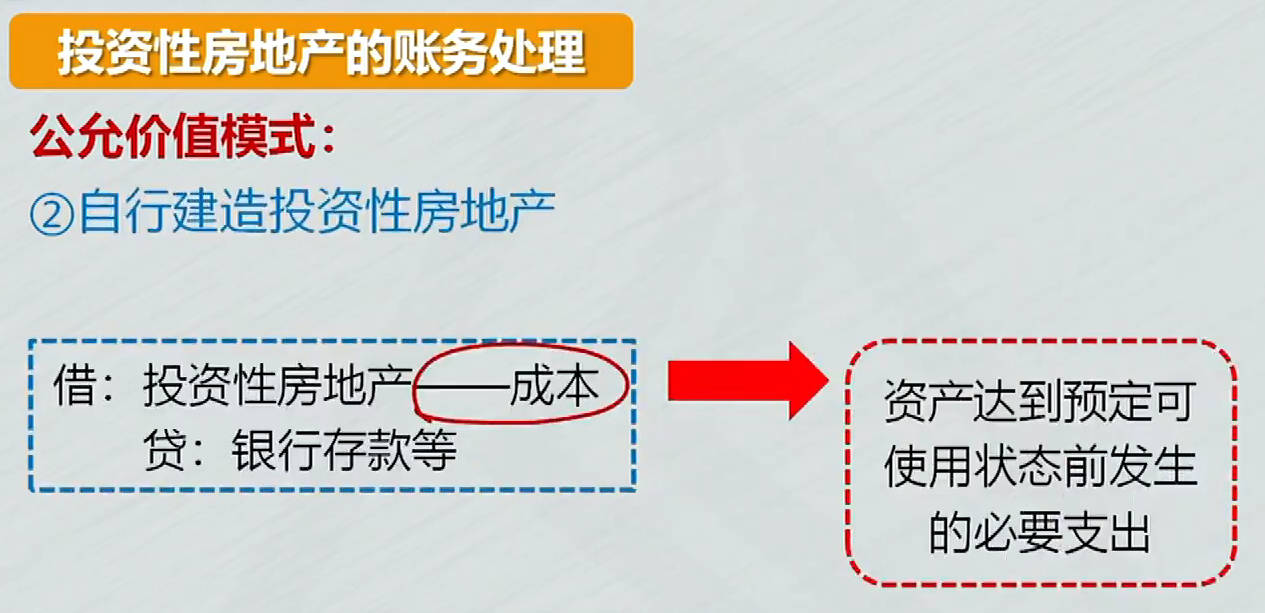 投资性房地产的账务处理
公允价值模式：
②自行建造投资性房地产
借：投资性房地产——成本
贷：银行存款等
资产达到预定可
使用状态前发生
的必要支出